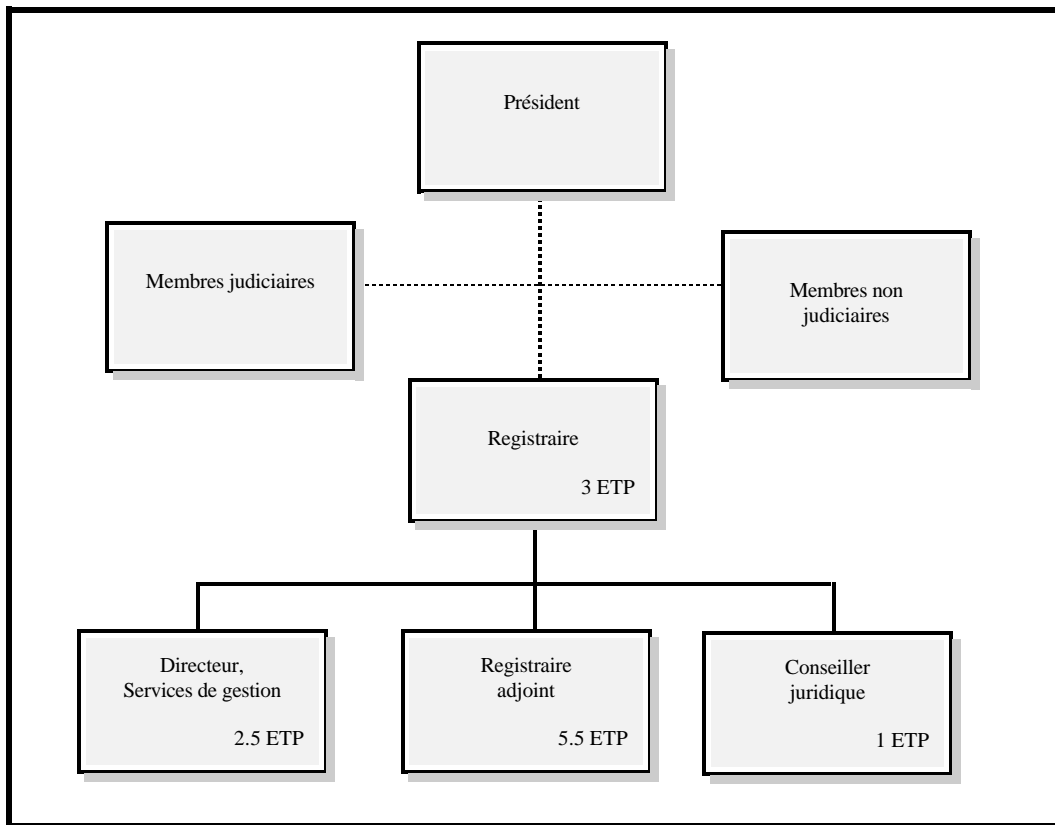 Président
Membres judiciaires
Membres non
judiciaires
Registraire
3 ETP
Directeur,
Services de gestion
2.5 ETP
Registraire
adjoint
5.5 ETP
Conseiller
juridique
1 ETP